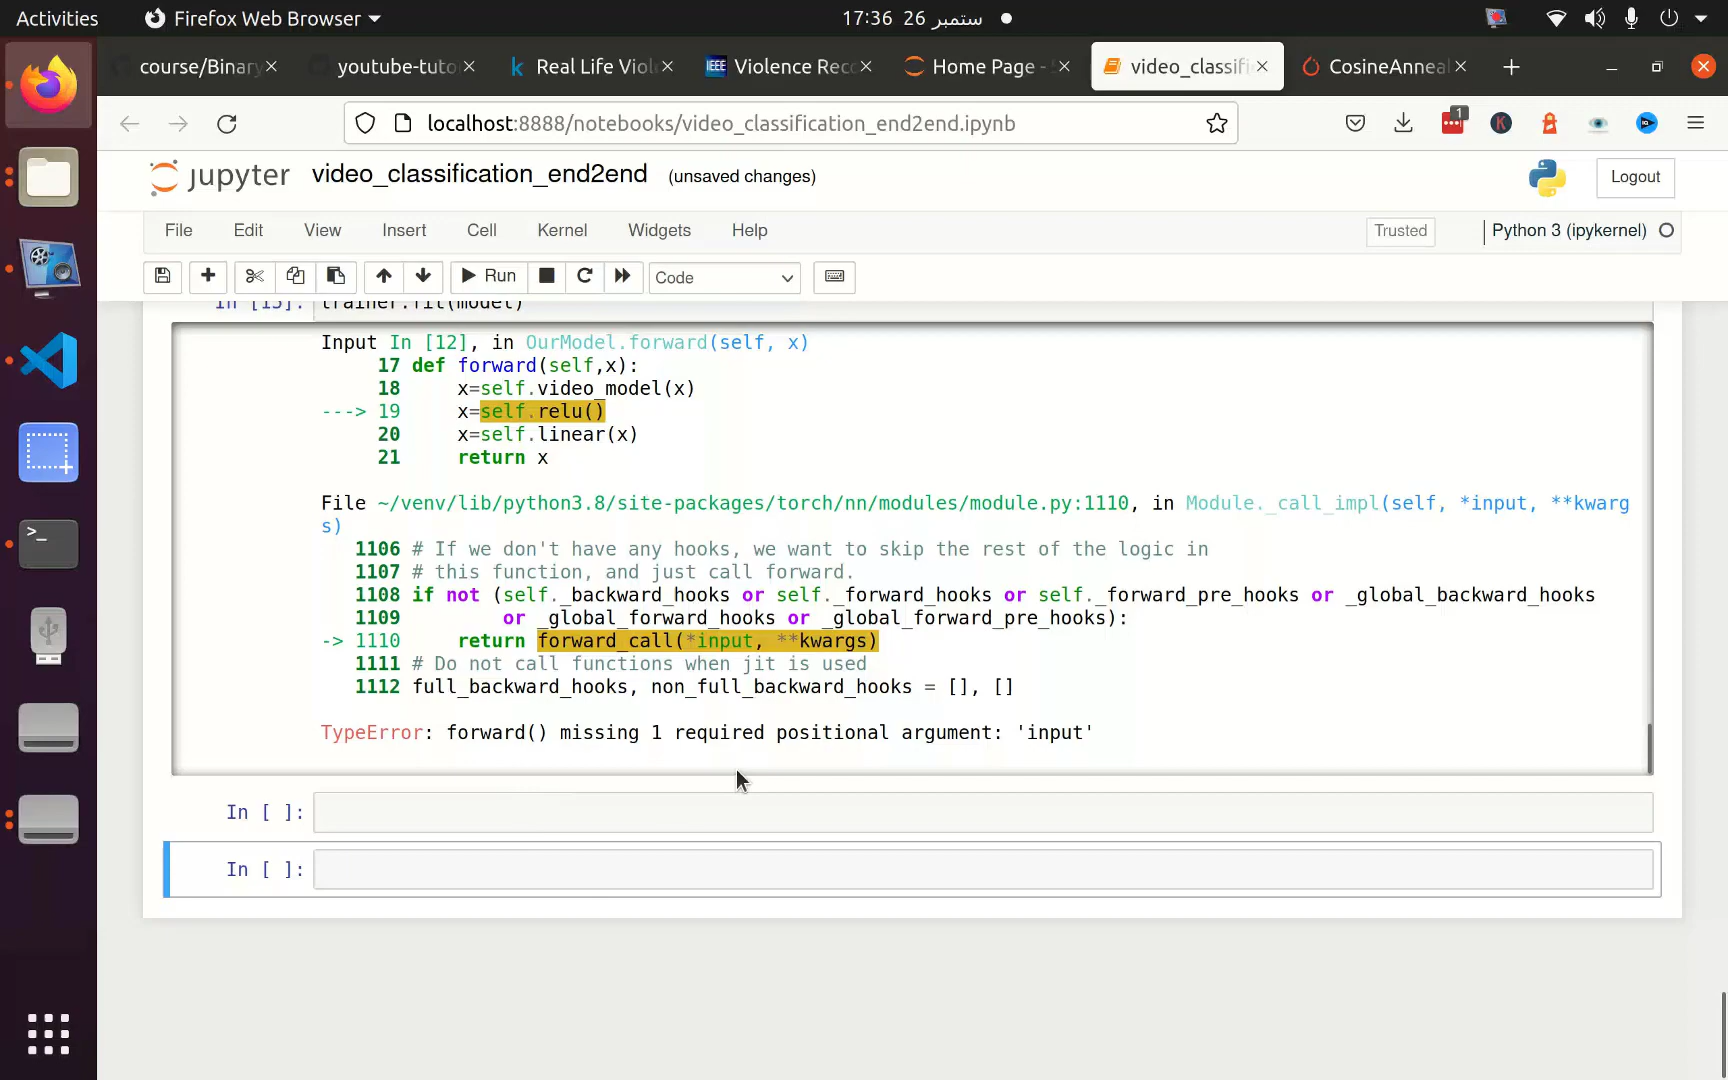 Activities
Firefox Web Browser
17:36 26 ستمبر
course/Binary
youtube-tuto
Real Life Viol
IEEE Violence Rec
Home Page -
video_classifi
CosineAnneal
localhost:8888/notebooks/video_classification_end2end.ipynb
1
jupyter video_classification_end2end (unsaved changes)
Logout
File Edit View Insert Cell Kernel Widgets Help
Trusted
Python 3 (ipykernel)
Run
Code
In [15]: trainer.fit(model)
Input In [12], in OurModel.forward(self, x)
17 def forward(self,x):
18 x=self.video_model(x)
---> 19 x=self.relu()
20 x=self.linear(x)
21 return x
File ~/venv/lib/python3.8/site-packages/torch/nn/modules/module.py:1110, in Module._call_impl(self, *input, **kwarg
s)
1106 # If we don't have any hooks, we want to skip the rest of the logic in
1107 # this function, and just call forward.
1108 if not (self._backward_hooks or self._forward_hooks or self._forward_pre_hooks or _global_backward_hooks
1109 or _global_forward_hooks or _global_forward_pre_hooks):
-> 1110 return forward_call(*input, **kwargs)
1111 # Do not call functions when jit is used
1112 full_backward_hooks, non_full_backward_hooks = [], []
TypeError: forward() missing 1 required positional argument: 'input'
In [ ]:
In [ ]: